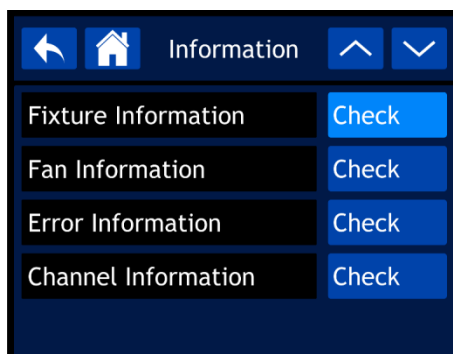 Information
Fixture Information Check
Fan Information Check
Error Information Check
Channel Information Check